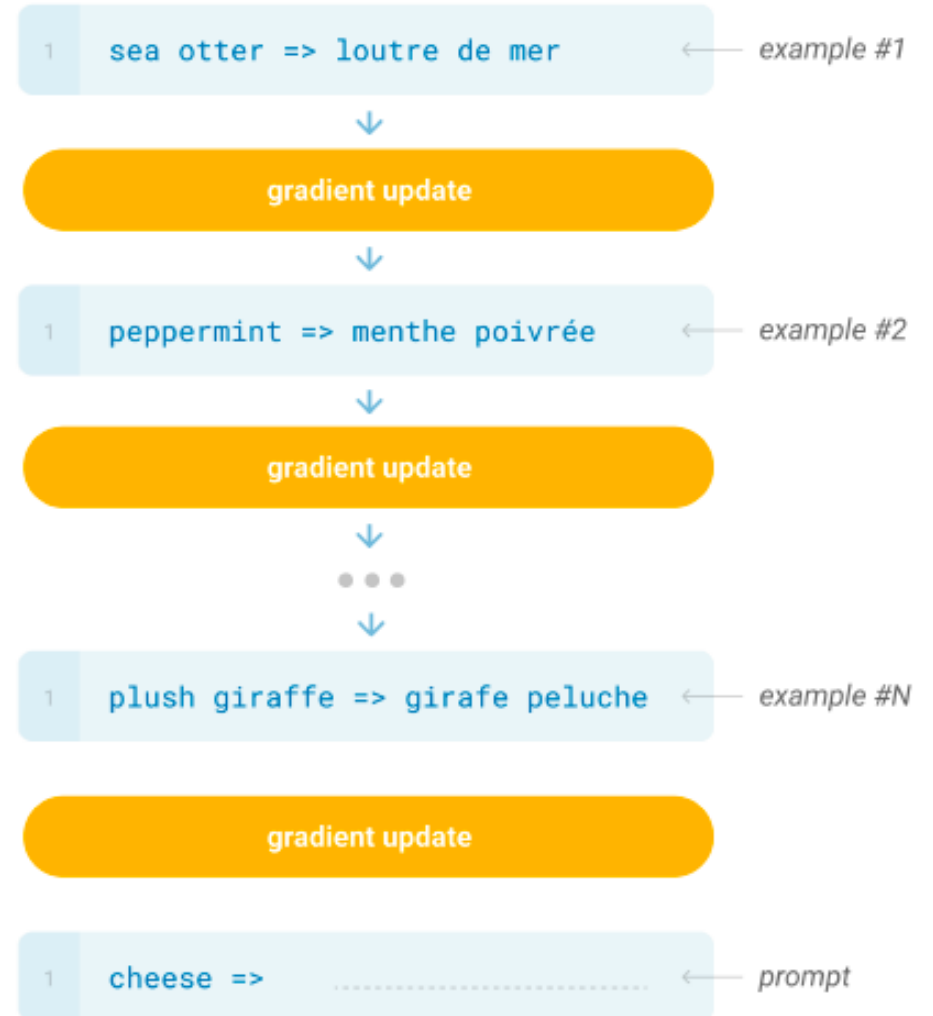 1 sea otter => loutre de mer example #1
gradient update
1 peppermint => menthe poivrée example #2
gradient update
1 plush giraffe => girafe peluche example #N
gradient update
1 cheese => prompt